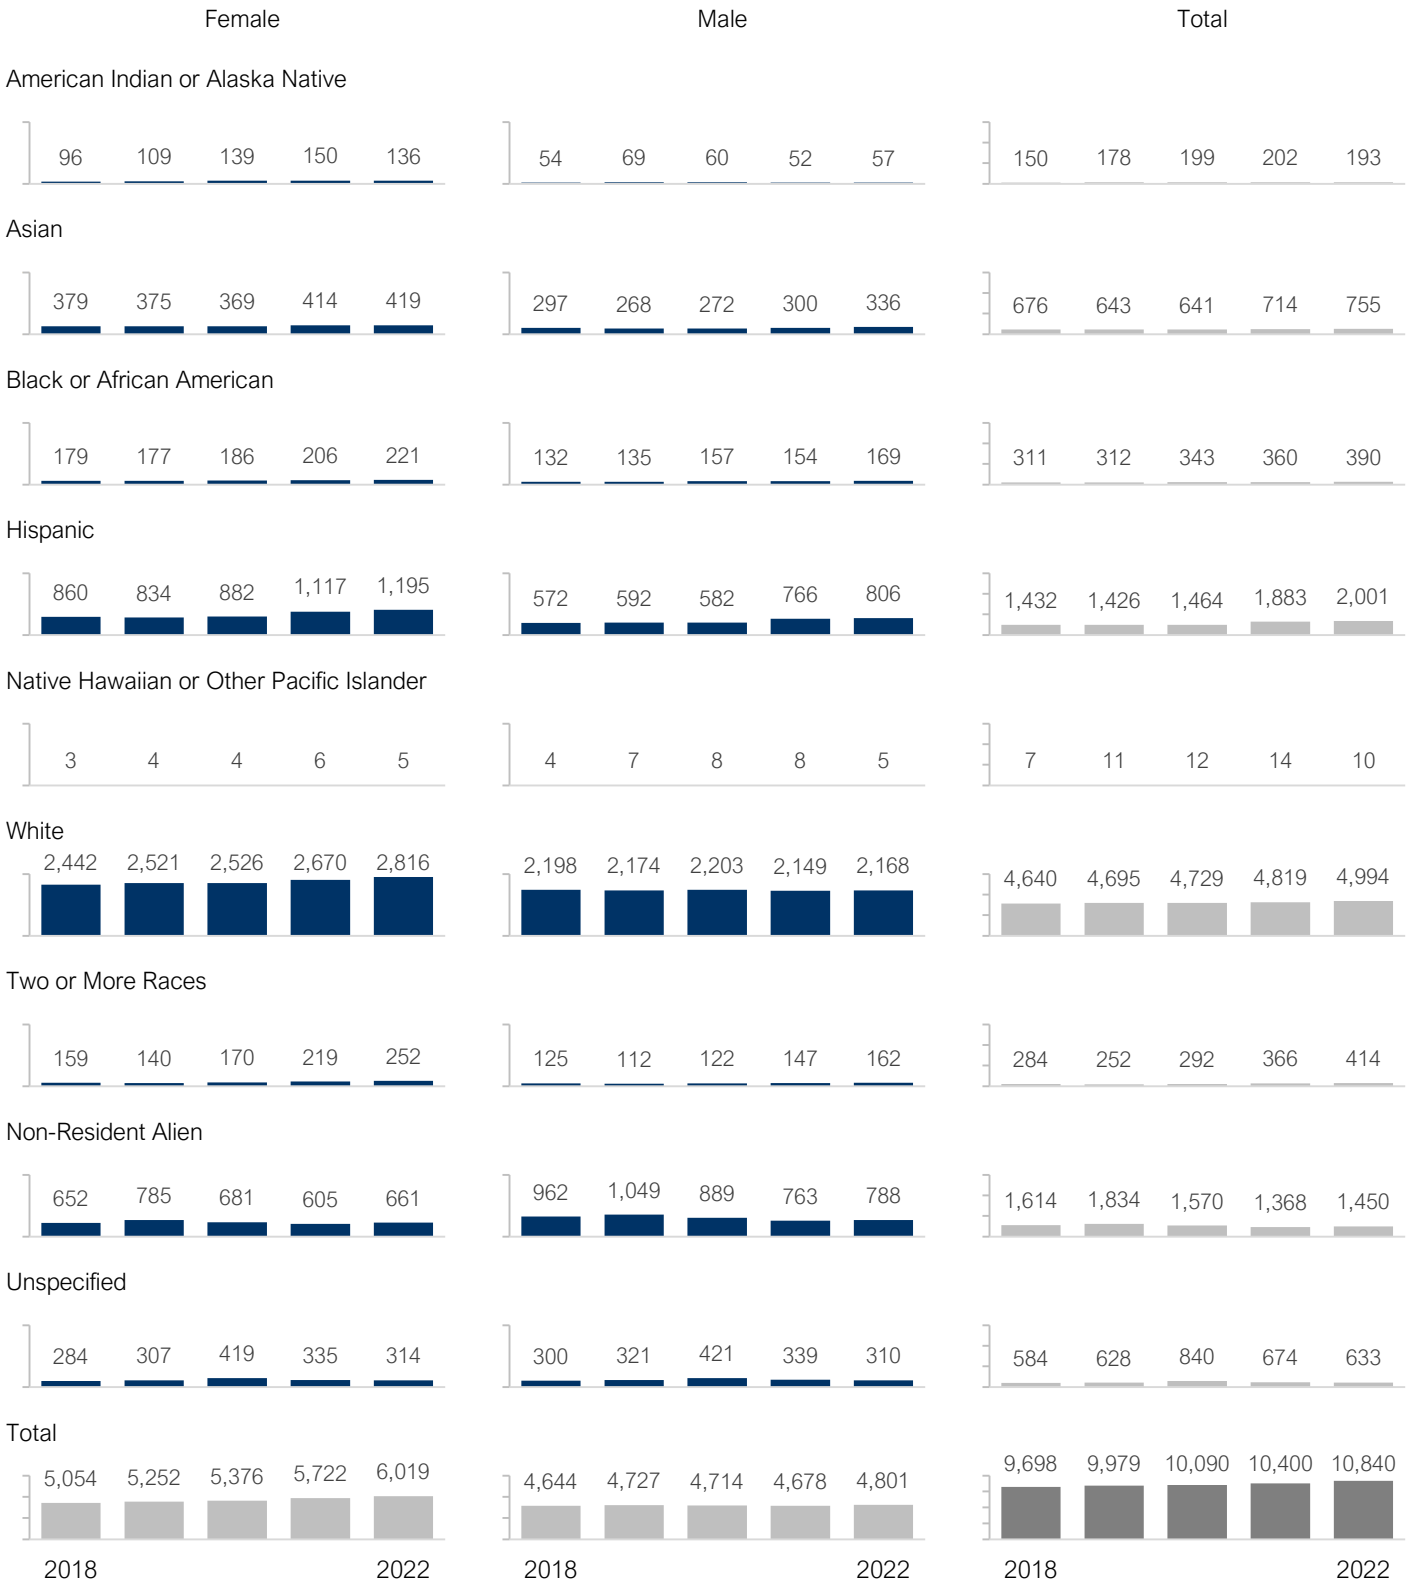 Female Male Total
American Indian or Alaska Native
96 109 139 150 136 54 69 60 52 57 150 178 199 202 193
Asian
379 375 369 414 419 297 268 272 300 336 676 643 641 714 755
Black or African American
179 177 186 206 221 132 135 157 154 169 311 312 343 360 390
Hispanic
860 834 882 1,117 1,195 572 592 582 766 806 1,432 1,426 1,464 1,883 2,001
Native Hawaiian or Other Pacific Islander
3 4 4 6 5 4 7 8 8 5 7 11 12 14 10
White
2,442 2,521 2,526 2,670 2,816 2,198 2,174 2,203 2,149 2,168 4,640 4,695 4,729 4,819 4,994
Two or More Races
159 140 170 219 252 125 112 122 147 162 284 252 292 366 414
Non-Resident Alien
652 785 681 605 661 962 1,049 889 763 788 1,614 1,834 1,570 1,368 1,450
Unspecified
284 307 419 335 314 300 321 421 339 310 584 628 840 674 633
Total
5,054 5,252 5,376 5,722 6,019 4,644 4,727 4,714 4,678 4,801 9,698 9,979 10,090 10,400 10,840
2018 2022 2018 2022 2018 2022